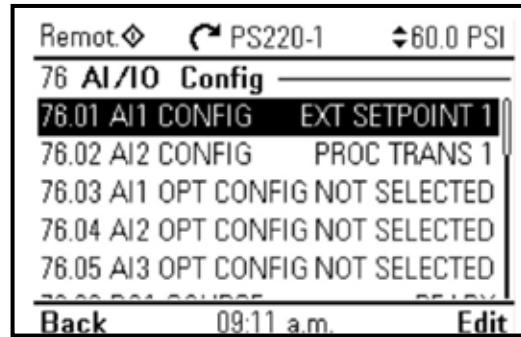 Remot. PS220-1 60.0 PSI
76 AI/IO Config
76.01 AI1 CONFIG EXT SETPOINT 1
76.02 AI2 CONFIG PROC TRANS 1
76.03 AI1 OPT CONFIG NOT SELECTED
76.04 AI2 OPT CONFIG NOT SELECTED
76.05 AI3 OPT CONFIG NOT SELECTED
Back 09:11 a.m. Edit